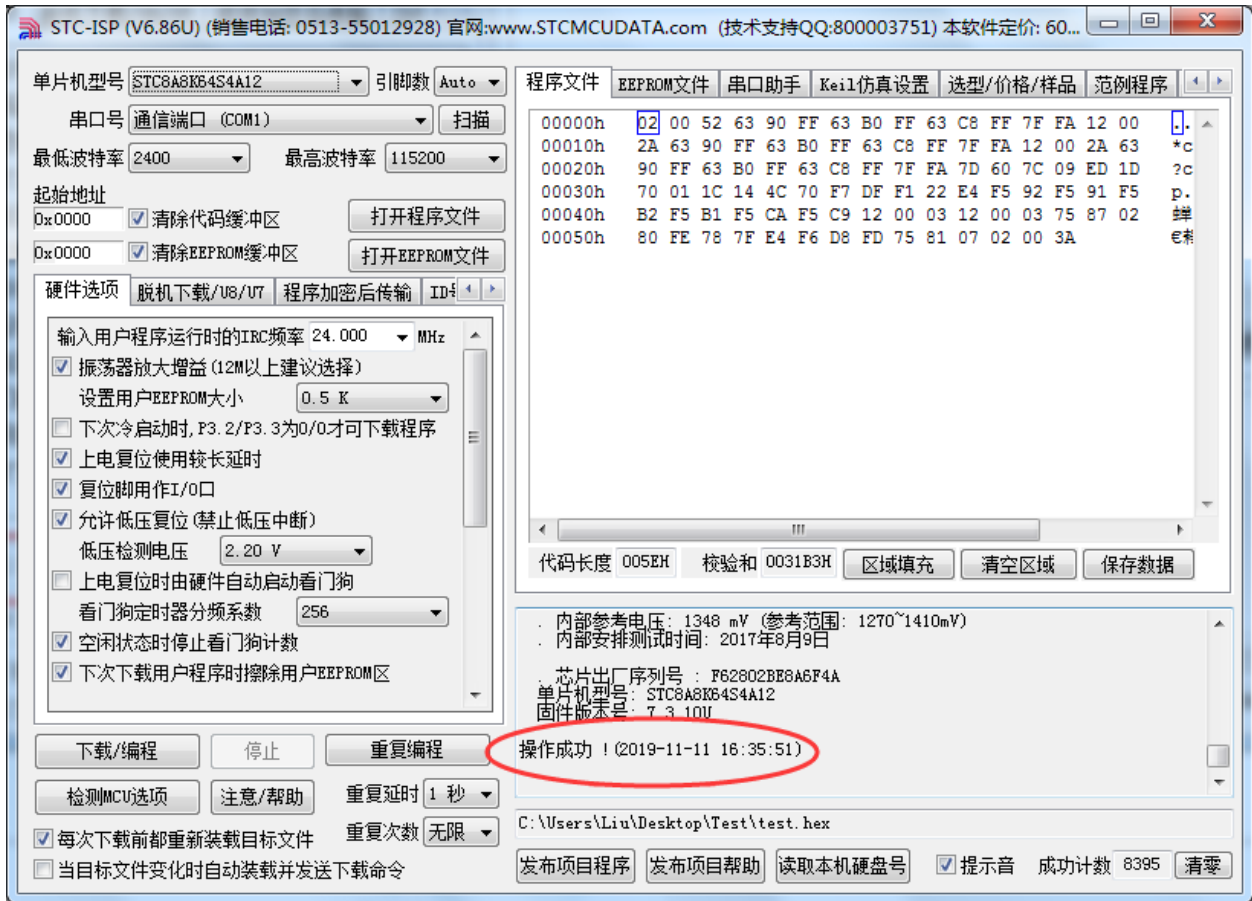 STC-ISP (V6.86U) (销售电话: 0513-55012928) 官网:www.STCMCUDATA.com (技术支持QQ:800003751) 本软件定价: 60...
单片机型号 STC8A8K64S4A12 引脚数 Auto
串口号 通信端口 (COM1) 扫描
最低波特率 2400 最高波特率 115200
起始地址
0x0000 清除代码缓冲区 打开程序文件
0x0000 清除EEPROM缓冲区 打开EEPROM文件
硬件选项 脱机下载/U8/U7 程序加密后传输
输入用户程序运行时的IRC频率 24.000 MHz
振荡器放大增益(12M以上建议选择)
设置用户EEPROM大小 0.5 K
下次冷启动时,P3.2/P3.3为0/0才可下载程序
上电复位使用较长延时
复位脚用作I/O口
允许低压复位(禁止低压中断)
低压检测电压 2.20 V
上电复位时由硬件自动启动看门狗
看门狗定时器分频系数 256
空闲状态时停止看门狗计数
下次下载用户程序时擦除用户EEPROM区
下载/编程 停止 重复编程
检测MCU选项 注意/帮助 重复延时 1 秒
每次下载前都重新装载目标文件 重复次数 无限
当目标文件变化时自动装载并发送下载命令
程序文件 EEPROM文件 串口助手 Keil仿真设置 选型/价格/样品 范例程序
00000h 02 00 52 63 90 FF 63 B0 FF 63 C8 FF 7F FA 12 00 ..
00010h 2A 63 90 FF 63 B0 FF 63 C8 FF 7F FA 12 00 2A 63 *c
00020h 90 FF 63 B0 FF 63 C8 FF 7F FA 7D 60 7C 09 ED 1D ?c
00030h 70 01 1C 14 4C 70 F7 DF F1 22 E4 F5 92 F5 91 F5 p.
00040h B2 F5 B1 F5 CA F5 C9 12 00 03 12 00 03 75 87 02
00050h 80 FE 78 7F E4 F6 D8 FD 75 81 07 02 00 3A
代码长度 005EH 校验和 0031B3H 区域填充 清空区域 保存数据
. 内部参考电压: 1348 mV (参考范围: 1270~1410mV)
. 内部安排测试时间: 2017年8月9日
. 芯片出厂序列号 : F62802BE8A6F4A
单片机型号: STC8A8K64S4A12
固件版本号: 7.3.10U
操作成功 !(2019-11-11 16:35:51)
C:\Users\Liu\Desktop\Test\test.hex
发布项目程序 发布项目帮助 读取本机硬盘号 提示音 成功计数 8395 清零